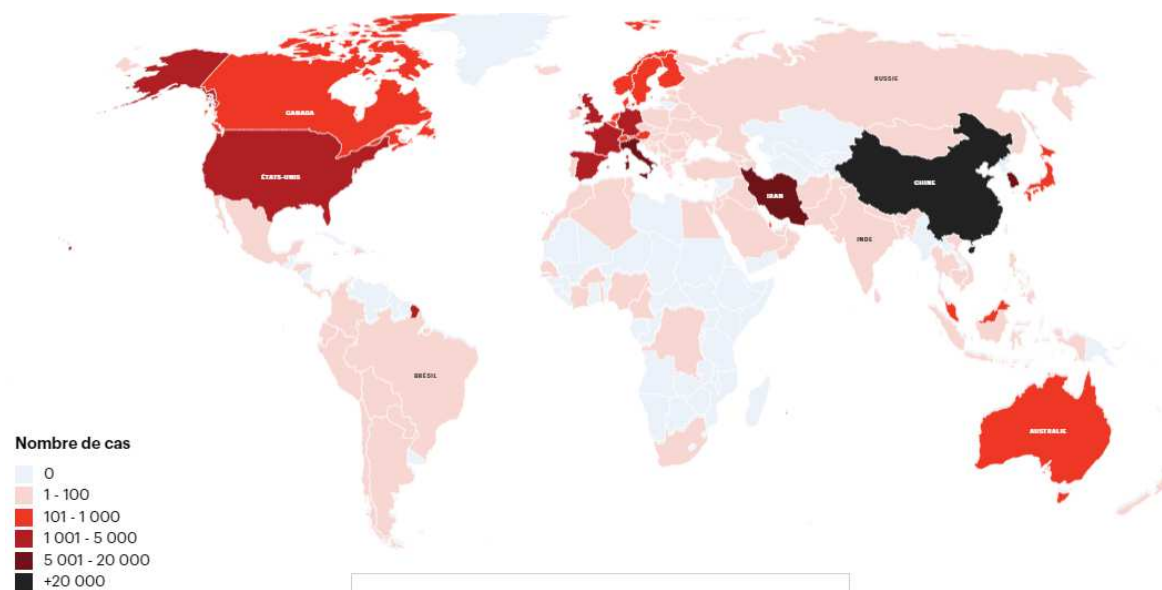 RUSSIE
CANADA
ÉTATS-UNIS
CHINE
IRAN
INDE
BRÉSIL
AUSTRALIE
Nombre de cas
0
1 - 100
101 - 1 000
1 001 - 5 000
5 001 - 20 000
+20 000